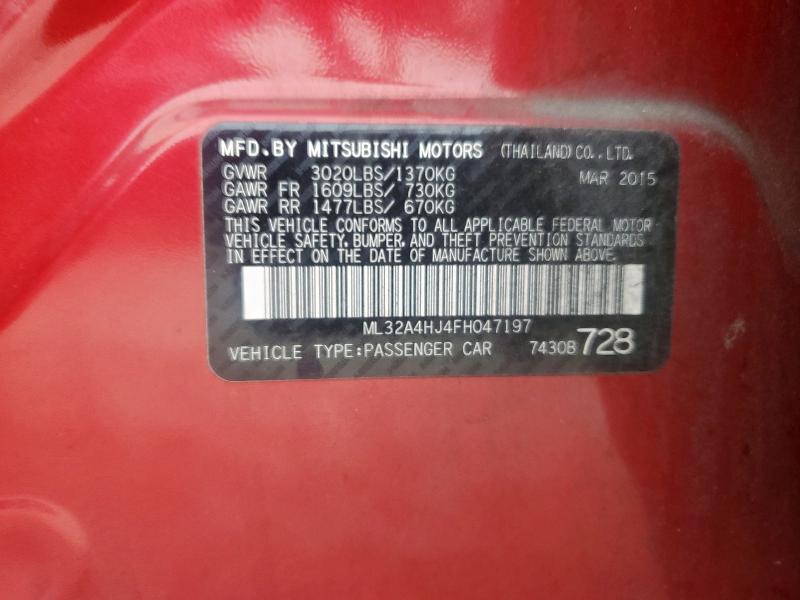 MFD.BY MITSUBISHI MOTORS (THAILAND) CO.,LTD.
GVWR 3020LBS/1370KG MAR 2015
GAWR FR 1609LBS/ 730KG
GAWR RR 1477LBS/ 670KG
THIS VEHICLE CONFORMS TO ALL APPLICABLE FEDERAL MOTOR
VEHICLE SAFETY, BUMPER, AND THEFT PREVENTION STANDARDS
IN EFFECT ON THE DATE OF MANUFACTURE SHOWN ABOVE.
ML32A4HJ4FH047197
VEHICLE TYPE:PASSENGER CAR 7430B 728